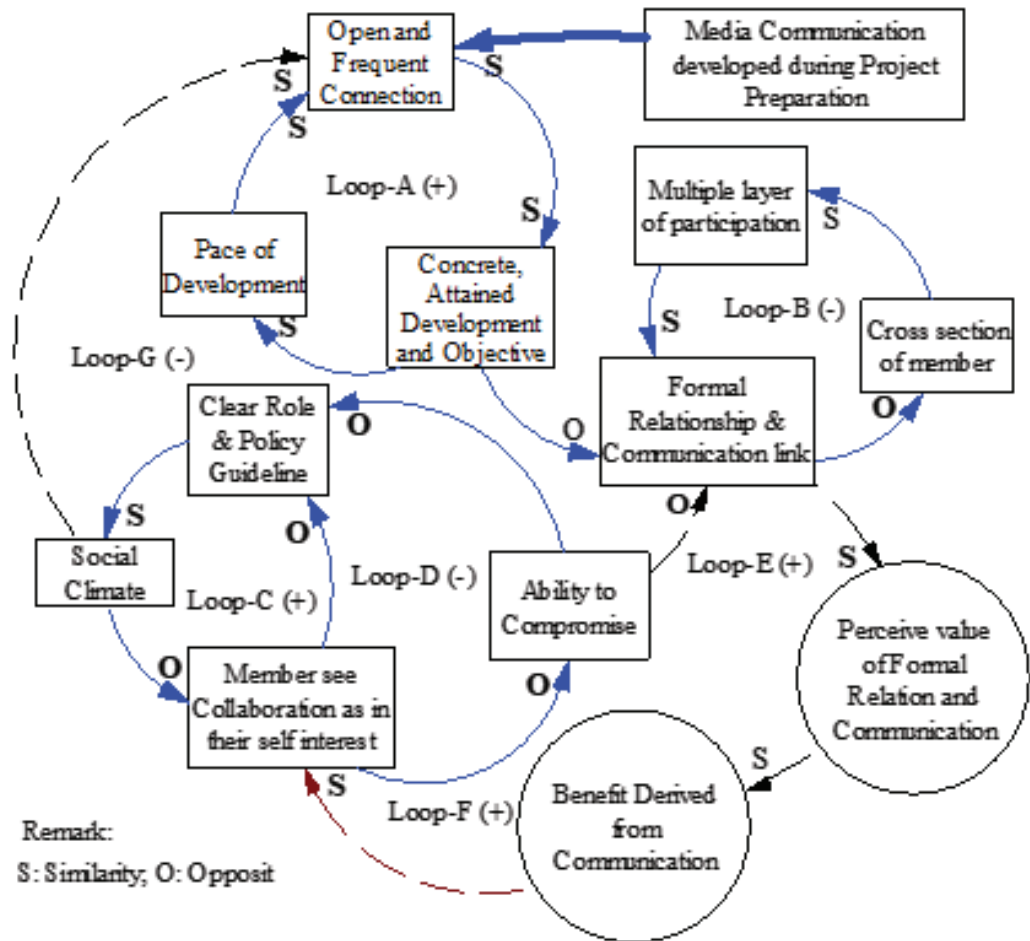 Open and
Frequent
Connection
Media Communication
developed during Project
Preparation
S
S
S
S
Loop-A (+)
Multiple layer
of participation
S
S
Pace of
Development
Concrete,
Attained
Development
and Objective
S
Loop-B (-)
S
Cross section
of member
Loop-G (-)
Clear Role
& Policy
Guideline
O
O
Formal
Relationship &
Communication link
O
S
O
O
Social
Climate
Loop-D (-)
Loop-E (+)
S
Loop-C (+)
Ability to
Compromise
Perceive value
of Formal
Relation and
Communication
O
Member see
Collaboration as in
their self interest
O
S
S
Benefit Derived
from
Communication
Loop-F (+)
Remark:
S: Similarity; O: Opposit